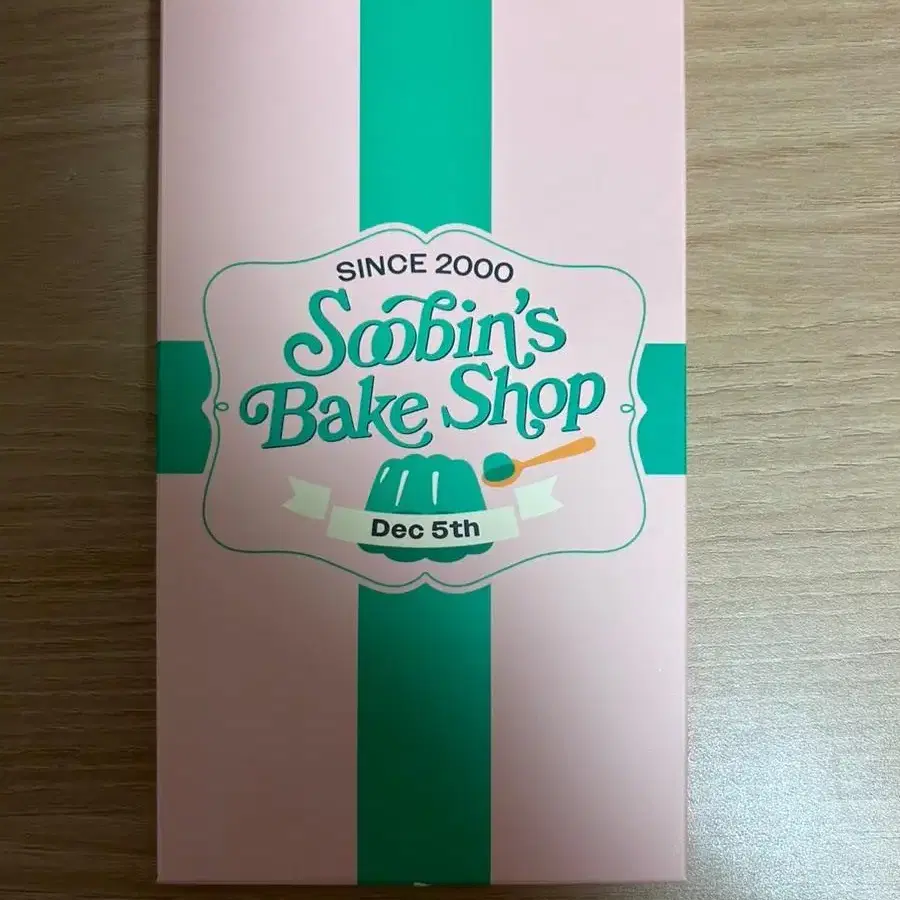 SINCE 2000
Soobin's
Bake Shop
Dec 5th